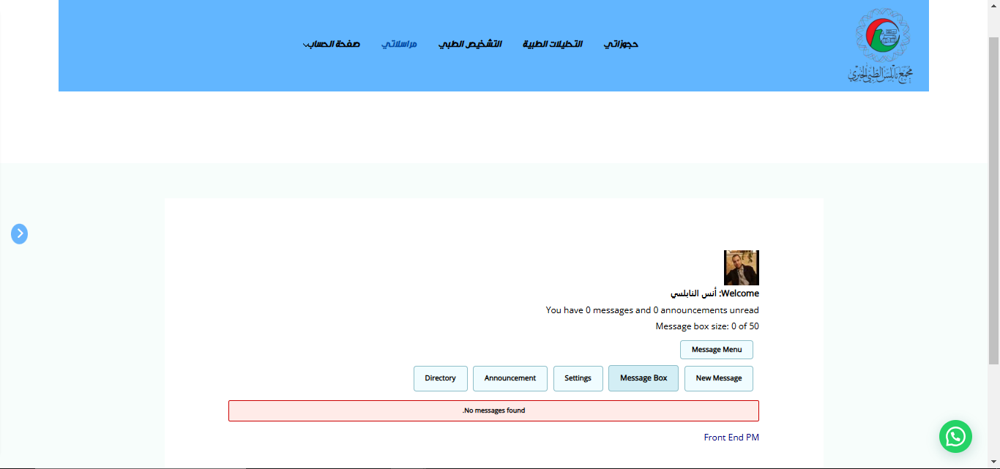 مجمع نابلس الطبي الخيري
حجوزاتي التحليلات الطبية التشخيص الطبي مراسلاتي صفحة الحساب
Welcome: أنس النابلسي
You have 0 messages and 0 announcements unread
Message box size: 0 of 50
Message Menu
New Message Message Box Settings Announcement Directory
.No messages found
Front End PM